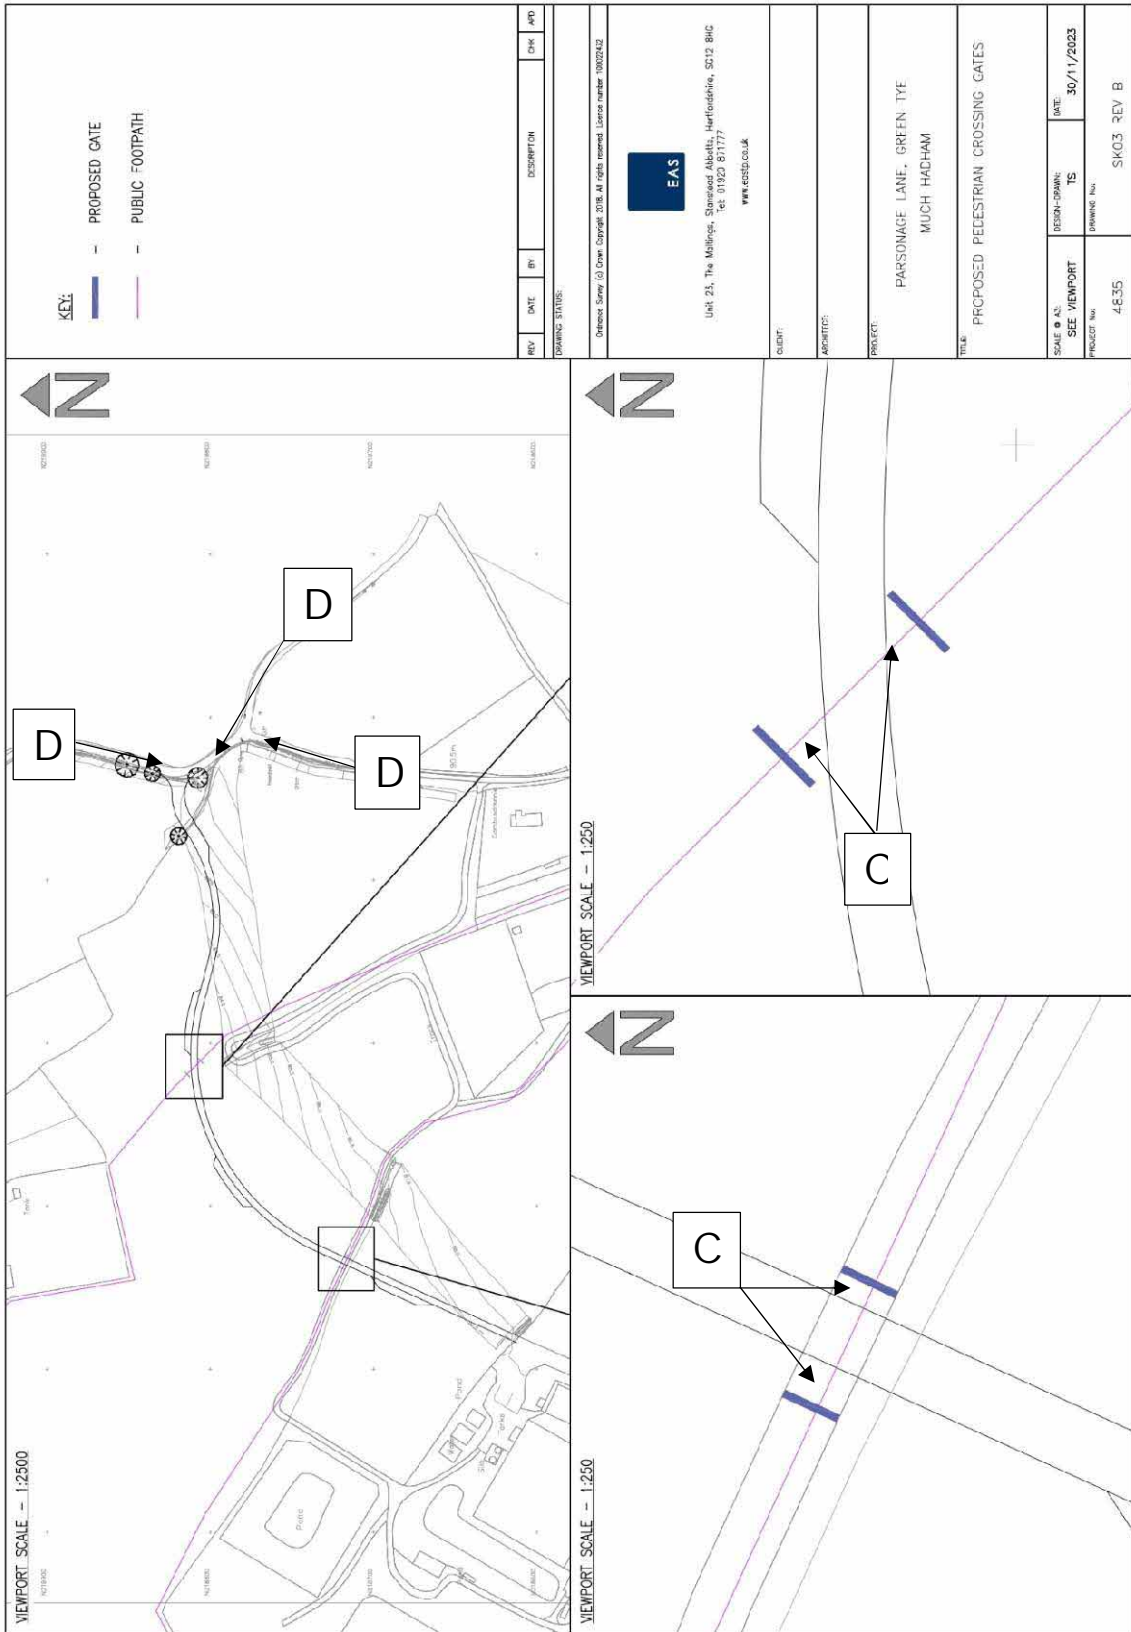 VIEWPORT SCALE – 1:2500
N
D
D
D
90.5m
Pond
Pond
Tanks
VIEWPORT SCALE – 1:250
N
C
VIEWPORT SCALE – 1:250
N
C
KEY:
– PROPOSED GATE
– PUBLIC FOOTPATH
REV DATE BY DESCRIPTION CHK APD
DRAWING STATUS:
Ordnance Survey (c) Crown Copyright 2018. All rights reserved. Licence number 100022432
EAS
Unit 23, The Maltings, Stanstead Abbotts, Hertfordshire, SG12 8HG
Tel: 01920 871777
www.eastp.co.uk
CLIENT:
ARCHITECT:
PROJECT:
PARSONAGE LANE, GREEN TYE
MUCH HADHAM
TITLE:
PROPOSED PEDESTRIAN CROSSING GATES
SCALE @ A3:
SEE VIEWPORT
DESIGN-DRAWN:
TS
DATE:
30/11/2023
PROJECT No:
4835
DRAWING No:
SK03 REV B